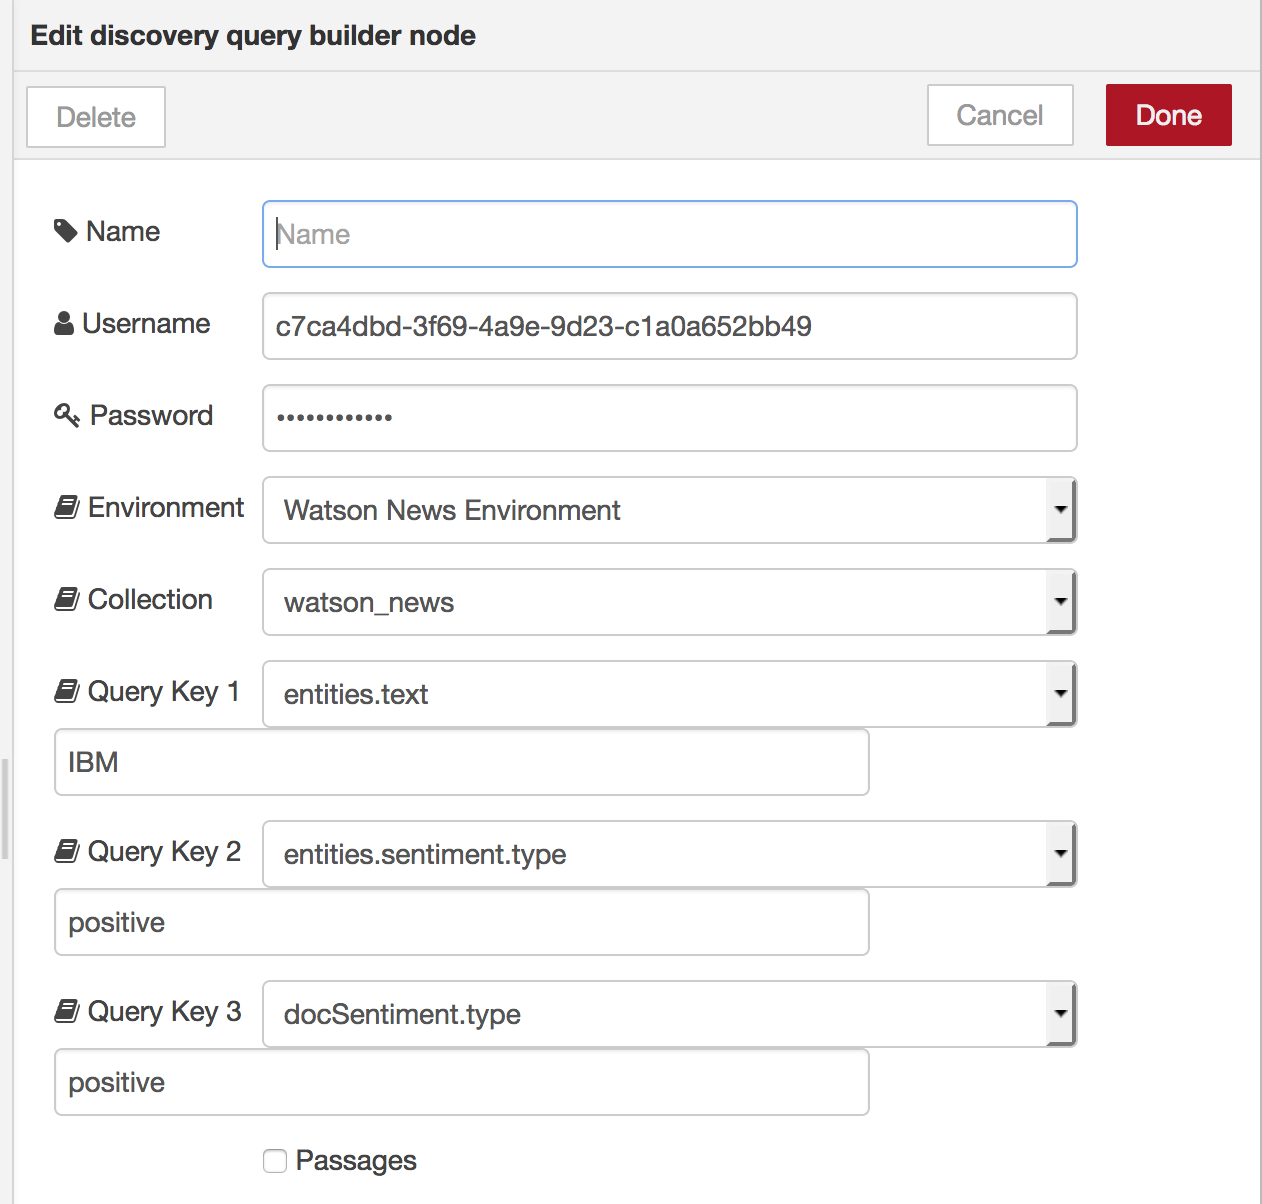 Edit discovery query builder node
Delete Cancel Done
Name Name
Username c7ca4dbd-3f69-4a9e-9d23-c1a0a652bb49
Password ••••••••••••
Environment Watson News Environment
Collection watson_news
Query Key 1 entities.text
IBM
Query Key 2 entities.sentiment.type
positive
Query Key 3 docSentiment.type
positive
Passages